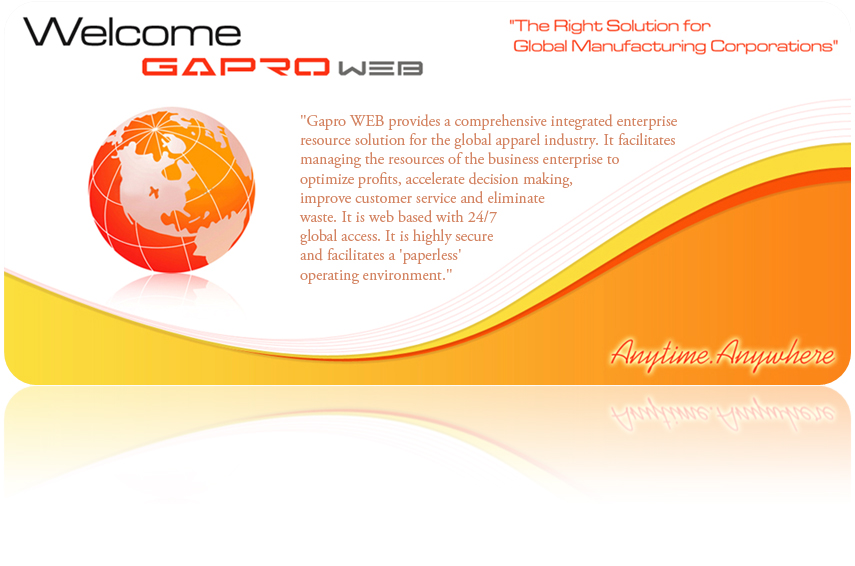 Welcome
GAPRO WEB
"The Right Solution for
Global Manufacturing Corporations"
"Gapro WEB provides a comprehensive integrated enterprise
resource solution for the global apparel industry. It facilitates
managing the resources of the business enterprise to
optimize profits, accelerate decision making,
improve customer service and eliminate
waste. It is web based with 24/7
global access. It is highly secure
and facilitates a 'paperless'
operating environment."
Anytime.Anywhere